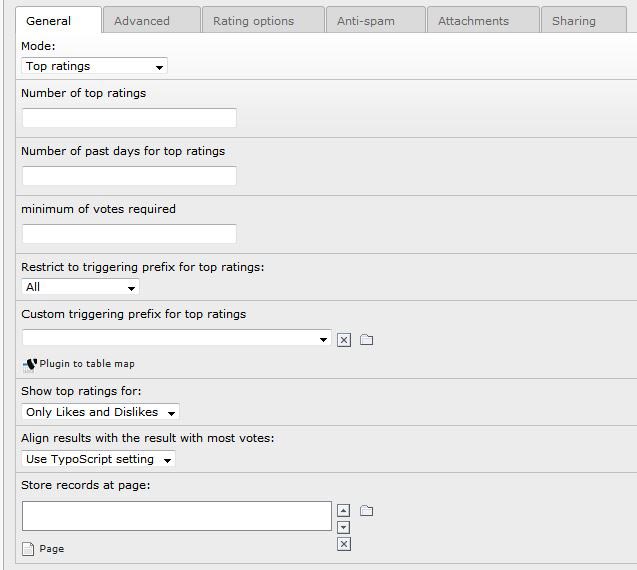 General Advanced Rating options Anti-spam Attachments Sharing
Mode:
Top ratings
Number of top ratings
Number of past days for top ratings
minimum of votes required
Restrict to triggering prefix for top ratings:
All
Custom triggering prefix for top ratings
Plugin to table map
Show top ratings for:
Only Likes and Dislikes
Align results with the result with most votes:
Use TypoScript setting
Store records at page:
Page